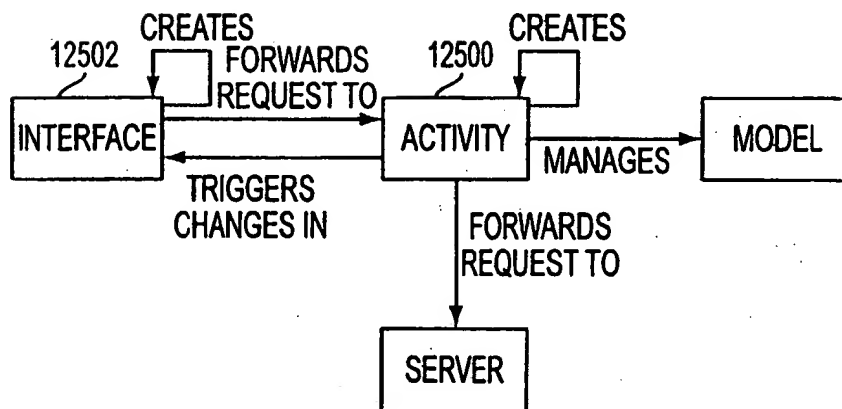 CREATES
12502
FORWARDS
REQUEST TO
INTERFACE
TRIGGERS
CHANGES IN
CREATES
12500
ACTIVITY
MANAGES
MODEL
FORWARDS
REQUEST TO
SERVER